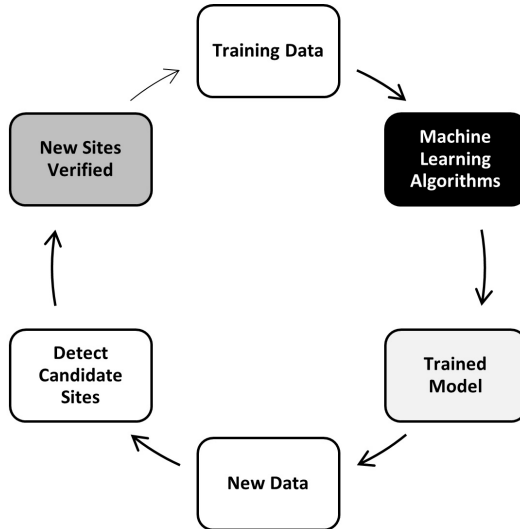 Training Data
Machine
Learning
Algorithms
Trained
Model
New Data
Detect
Candidate
Sites
New Sites
Verified